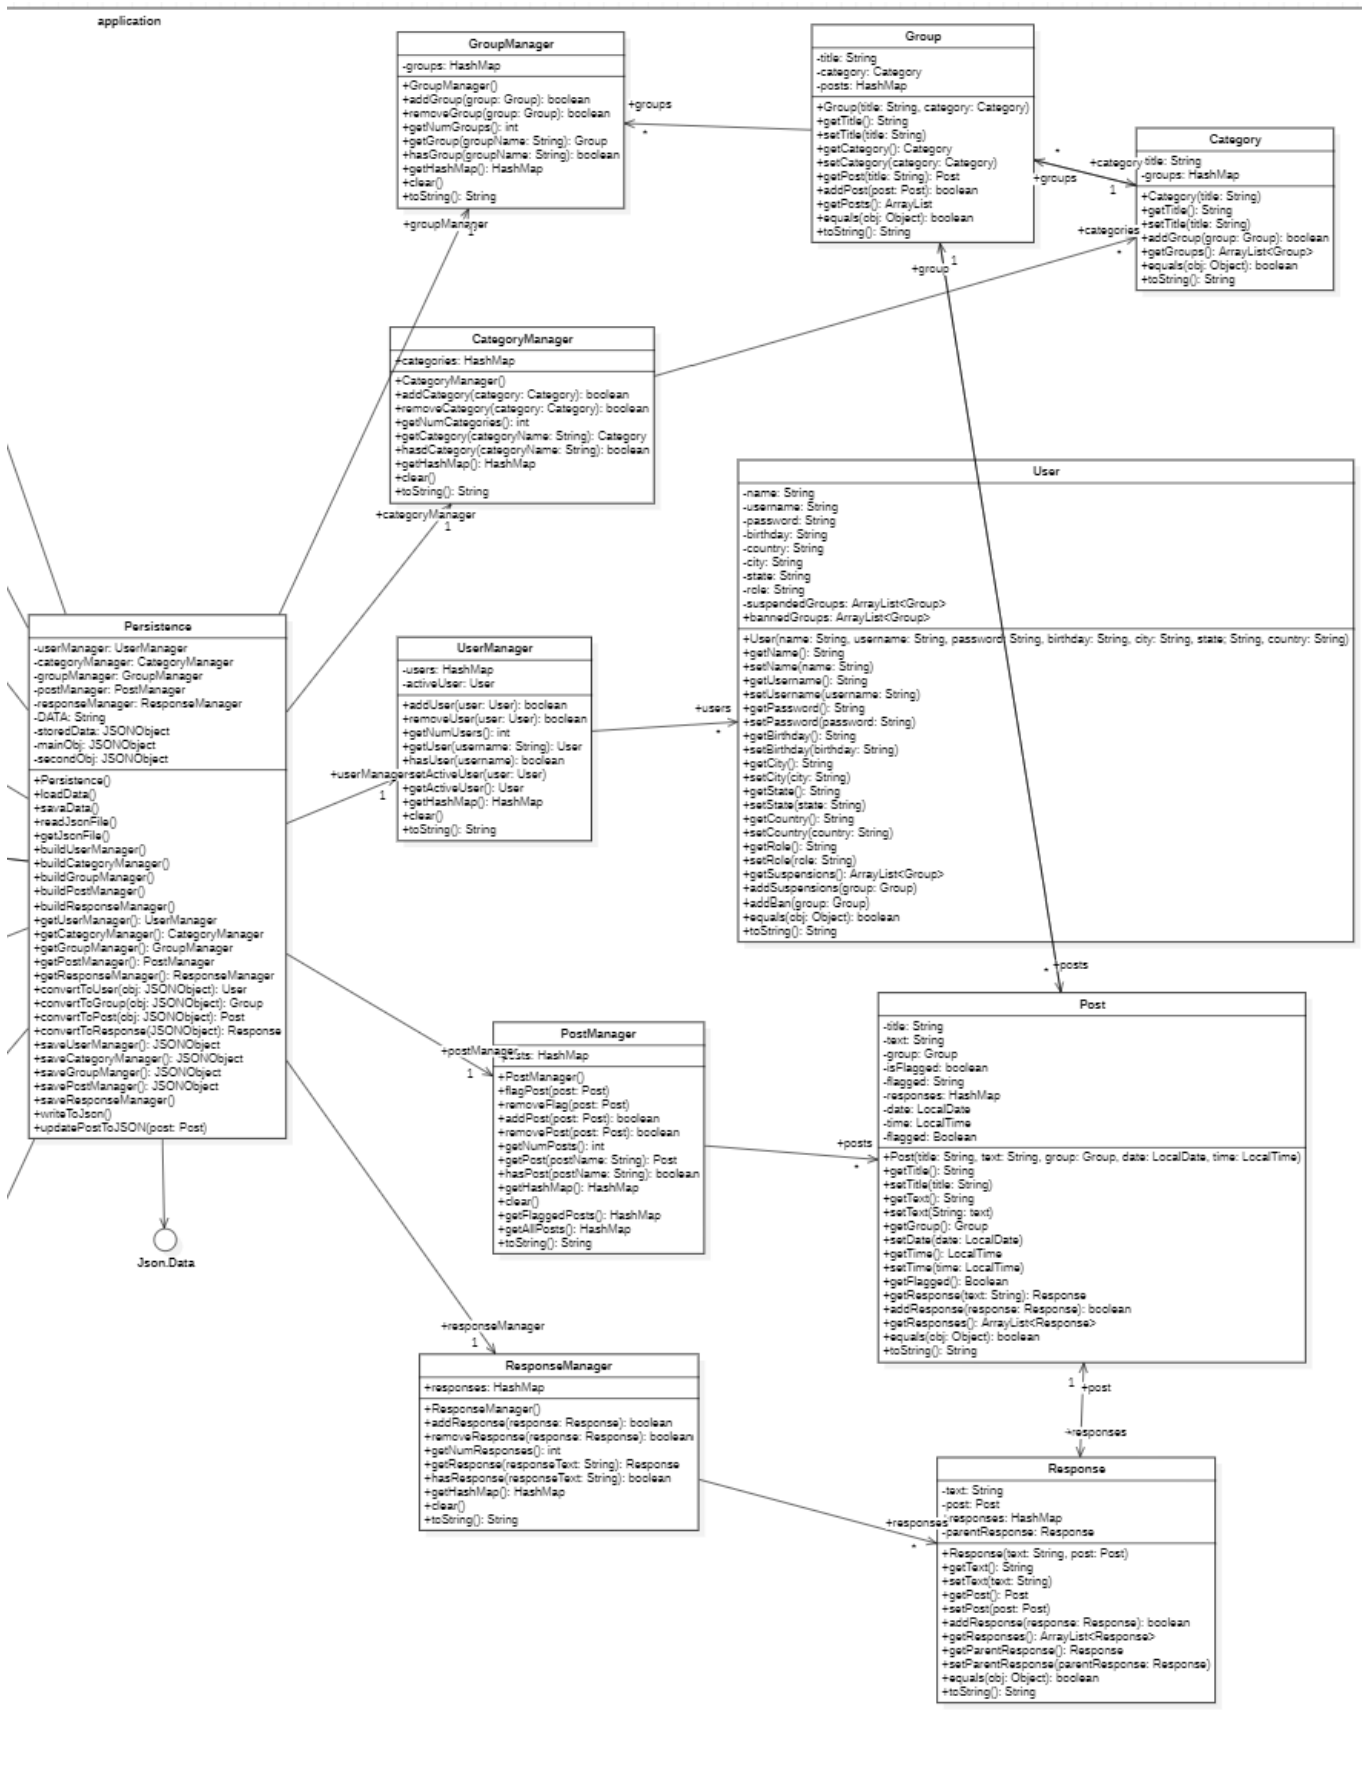 application
GroupManager
-groups: HashMap
+GroupManager()
+addGroup(group: Group): boolean
+removeGroup(group: Group): boolean
+getNumGroups(): int
+getGroup(groupName: String): Group
+hasGroup(groupName: String): boolean
+getHashMap(): HashMap
+clear()
+toString(): String
+groupManager
1
+groups
*
Group
-title: String
-category: Category
-posts: HashMap
+Group(title: String, category: Category)
+getTitle(): String
+setTitle(title: String)
+getCategory(): Category
+setCategory(category: Category)
+getPost(title: String): Post
+addPost(post: Post): boolean
+getPosts(): ArrayList
+equals(obj: Object): boolean
+toString(): String
*
+groups
+category
1
+group
1
Category
title: String
-groups: HashMap
+Category(title: String)
+getTitle(): String
+setTitle(title: String)
+addGroup(group: Group): boolean
+getGroups(): ArrayList<Group>
+equals(obj: Object): boolean
+toString(): String
+categories
*
CategoryManager
+categories: HashMap
+CategoryManager()
+addCategory(category: Category): boolean
+removeCategory(category: Category): boolean
+getNumCategories(): int
+getCategory(categoryName: String): Category
+hasdCategory(categoryName: String): boolean
+getHashMap(): HashMap
+clear()
+toString(): String
+categoryManager
1
User
-name: String
-username: String
-password: String
-birthday: String
-country: String
-city: String
-state: String
-role: String
-suspendedGroups: ArrayList<Group>
+bannedGroups: ArrayList<Group>
+User(name: String, username: String, password: String, birthday: String, city: String, state; String, country: String)
+getName(): String
+setName(name: String)
+getUsername(): String
+setUsername(username: String)
+getPassword(): String
+setPassword(password: String)
+getBirthday(): String
+setBirthday(birthday: String)
+getCity(): String
+setCity(city: String)
+getState(): String
+setState(state: String)
+getCountry(): String
+setCountry(country: String)
+getRole(): String
+setRole(role: String)
+getSuspensions(): ArrayList<Group>
+addSuspensions(group: Group)
+addBan(group: Group)
+equals(obj: Object): boolean
+toString(): String
Persistence
-userManager: UserManager
-categoryManager: CategoryManager
-groupManager: GroupManager
-postManager: PostManager
-responseManager: ResponseManager
-DATA: String
-storedData: JSONObject
-mainObj: JSONObject
-secondObj: JSONObject
+Persistence()
+loadData()
+savaData()
+readJsonFile()
+getJsonFile()
+buildUserManager()
+buildCategoryManager()
+buildGroupManager()
+buildPostManager()
+buildResponseManager()
+getUserManager(): UserManager
+getCategoryManager(): CategoryManager
+getGroupManager(): GroupManager
+getPostManager(): PostManager
+getResponseManager(): ResponseManager
+convertToUser(obj: JSONObject): User
+convertToGroup(obj: JSONObject): Group
+convertToPost(obj: JSONObject): Post
+convertToResponse(JSONObject): Response
+saveUserManager(): JSONObject
+saveCategoryManager(): JSONObject
+saveGroupManger(): JSONObject
+savePostManager(): JSONObject
+saveResponseManager()
+writeToJson()
+updatePostToJSON(post: Post)
Json.Data
UserManager
-users: HashMap
-activeUser: User
+addUser(user: User): boolean
+removeUser(user: User): boolean
+getNumUsers(): int
+getUser(username: String): User
+hasUser(username): boolean
setActiveUser(user: User)
+getActiveUser(): User
+getHashMap(): HashMap
+clear()
+toString(): String
+userManager
1
+users
*
* +posts
PostManager
posts: HashMap
+PostManager()
+flagPost(post: Post)
+removeFlag(post: Post)
+addPost(post: Post): boolean
+removePost(post: Post): boolean
+getNumPosts(): int
+getPost(postName: String): Post
+hasPost(postName: String): boolean
+getHashMap(): HashMap
+clear()
+getFlaggedPosts(): HashMap
+getAllPosts(): HashMap
+toString(): String
+postManager
1
+posts
*
Post
-title: String
-text: String
-group: Group
-isFlagged: boolean
-flagged: String
-responses: HashMap
-date: LocalDate
-time: LocalTime
-flagged: Boolean
+Post(title: String, text: String, group: Group, date: LocalDate, time: LocalTime)
+getTitle(): String
+setTitle(title: String)
+getText(): String
+setText(String: text)
+getGroup(): Group
+setDate(date: LocalDate)
+getTime(): LocalTime
+setTime(time: LocalTime)
+getFlagged(): Boolean
+getResponse(text: String): Response
+addResponse(response: Response): boolean
+getResponses(): ArrayList<Response>
+equals(obj: Object): boolean
+toString(): String
1 +post
+responses
+responseManager
1
ResponseManager
+responses: HashMap
+ResponseManager()
+addResponse(response: Response): boolean
+removeResponse(response: Response): boolean
+getNumResponses(): int
+getResponse(responseText: String): Response
+hasResponse(responseText: String): boolean
+getHashMap(): HashMap
+clear()
+toString(): String
+responses
*
Response
-text: String
-post: Post
responses: HashMap
-parentResponse: Response
+Response(text: String, post: Post)
+getText(): String
+setText(text: String)
+getPost(): Post
+setPost(post: Post)
+addResponse(response: Response): boolean
+getResponses(): ArrayList<Response>
+getParentResponse(): Response
+setParentResponse(parentResponse: Response)
+equals(obj: Object): boolean
+toString(): String